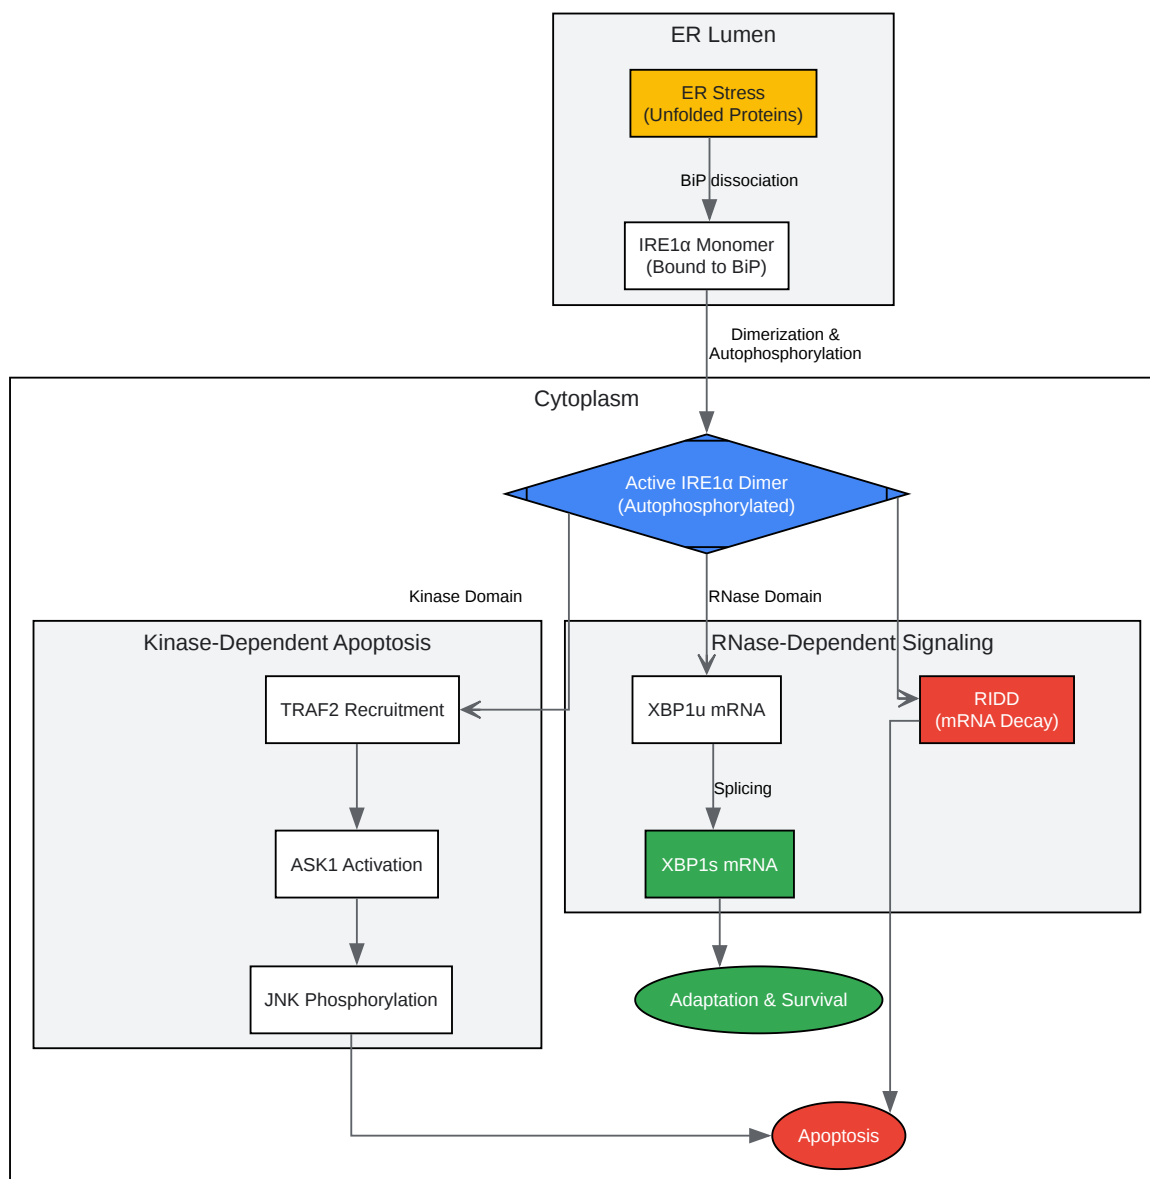 ER Lumen
ER Stress
(Unfolded Proteins)
BiP dissociation
IRE1α Monomer
(Bound to BiP)
Dimerization &
Autophosphorylation
Cytoplasm
Active IRE1α Dimer
(Autophosphorylated)
Kinase Domain
RNase Domain
Kinase-Dependent Apoptosis
RNase-Dependent Signaling
TRAF2 Recruitment
XBP1u mRNA
RIDD
(mRNA Decay)
Splicing
ASK1 Activation
XBP1s mRNA
JNK Phosphorylation
Adaptation & Survival
Apoptosis